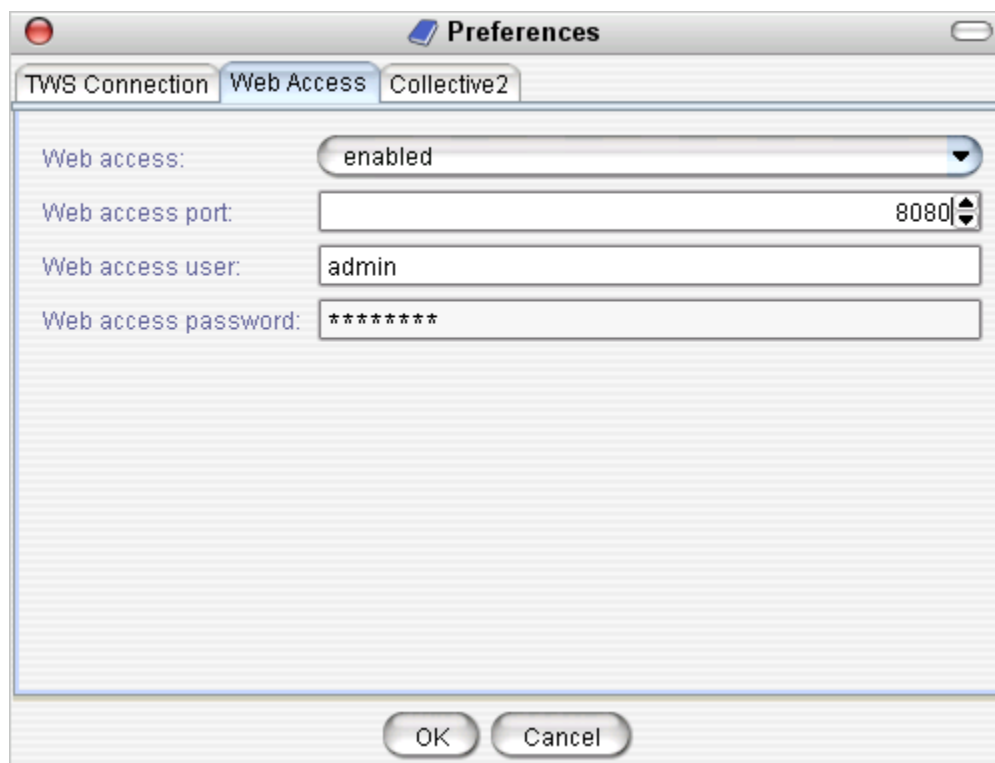 Preferences
TWS Connection Web Access Collective2
Web access: enabled
Web access port: 8080
Web access user: admin
Web access password: ********
OK Cancel